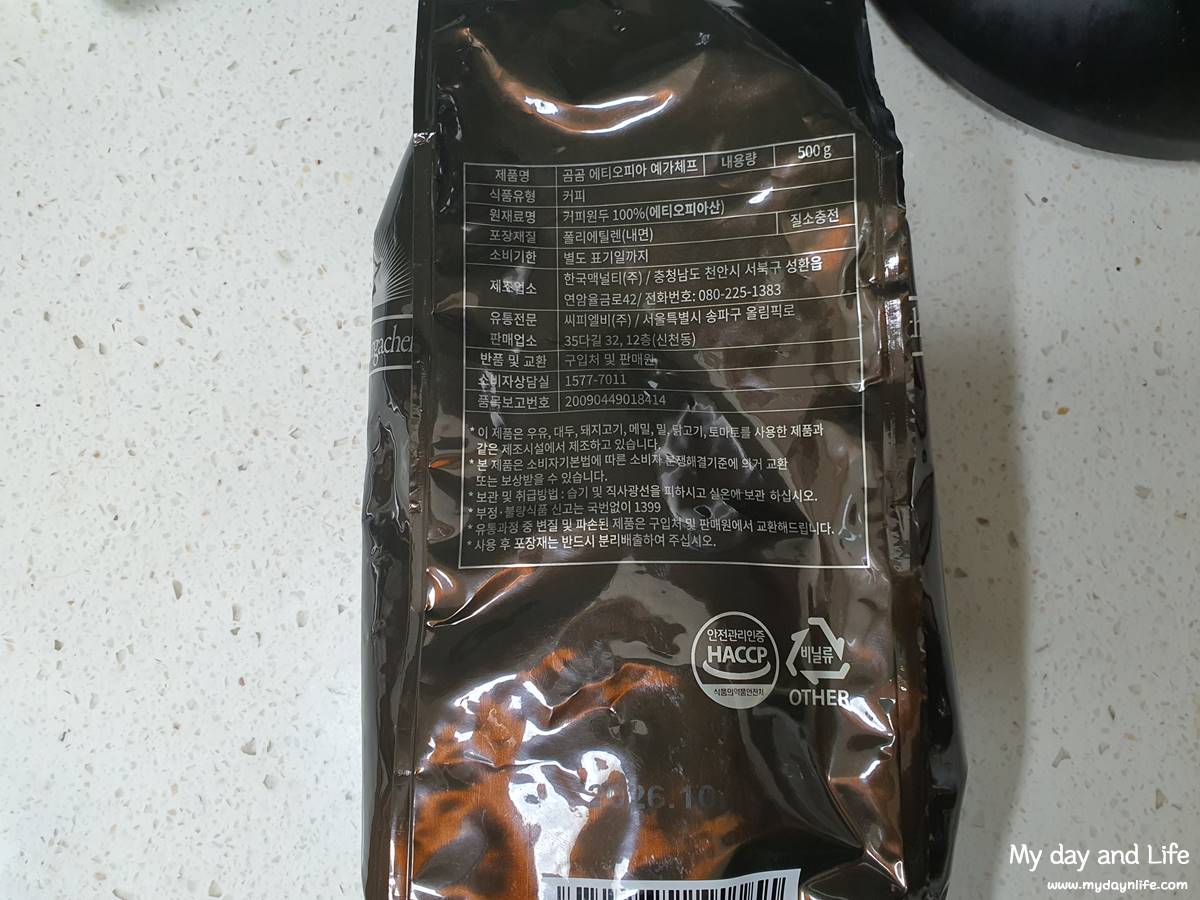 제품명 곰곰 에티오피아 예가체프 내용량 500 g
식품유형 커피
원재료명 커피원두 100%(에티오피아산)
포장재질 폴리에틸렌(내면) 질소충전
소비기한 별도 표기일까지
제조업소 한국맥널티(주) / 충청남도 천안시 서북구 성환읍
연암율금로42/ 전화번호: 080-225-1383
유통전문 씨피엘비(주) / 서울특별시 송파구 올림픽로
판매업소 35다길 32, 12층(신천동)
반품 및 교환 구입처 및 판매원
소비자상담실 1577-7011
품목보고번호 20090449018414
* 이 제품은 우유, 대두, 돼지고기, 메밀, 밀, 닭고기, 토마토를 사용한 제품과
같은 제조시설에서 제조하고 있습니다.
* 본 제품은 소비자기본법에 따른 소비자 분쟁해결기준에 의거 교환
또는 보상받을 수 있습니다.
* 보관 및 취급방법 : 습기 및 직사광선을 피하시고 실온에 보관 하십시오.
* 부정·불량식품 신고는 국번없이 1399
* 유통과정 중 변질 및 파손된 제품은 구입처 및 판매원에서 교환해드립니다.
* 사용 후 포장재는 반드시 분리배출하여 주십시오.
안전관리인증
HACCP
식품의약품안전처
비닐류
OTHER
My day and Life
www.mydaynlife.com